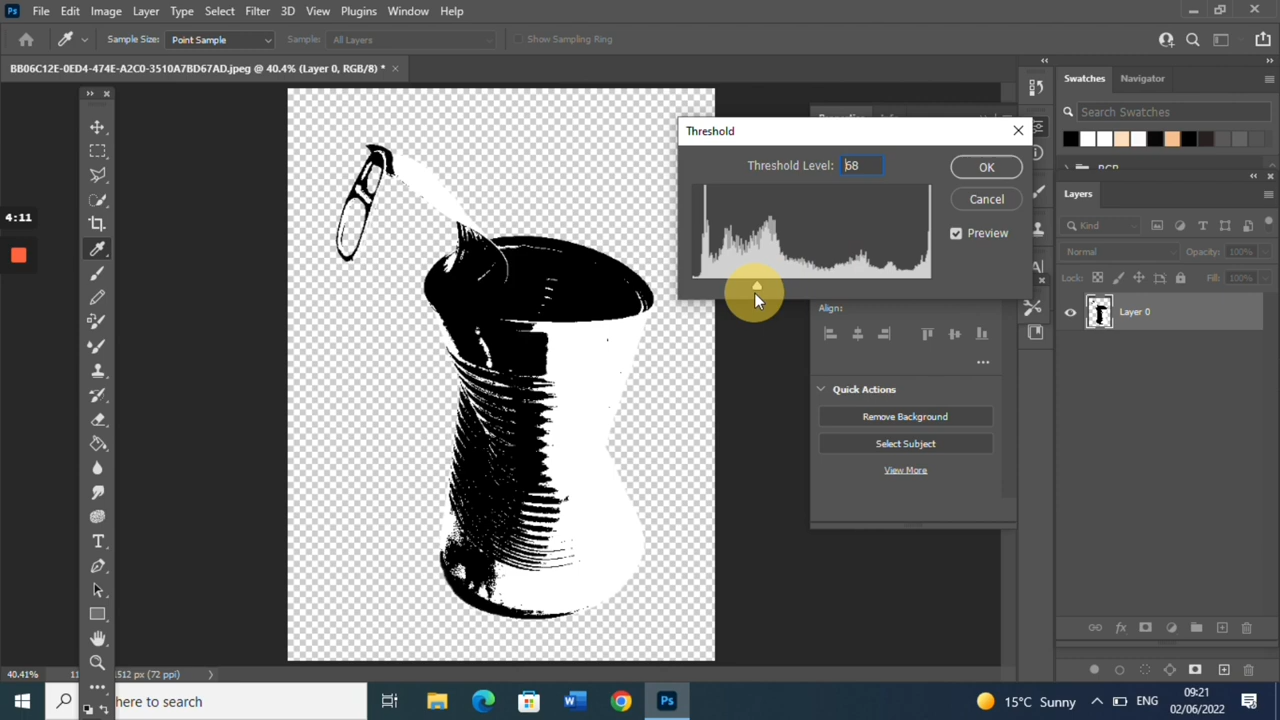 Ps File Edit Image Layer Type Select Filter 3D View Plugins Window Help
Sample Size: Point Sample Sample: All Layers Show Sampling Ring
BB06C12E-0ED4-474E-A2C0-3510A7BD67AD.jpeg @ 40.4% (Layer 0, RGB/8) *
Swatches Navigator
Search Swatches
Threshold
Threshold Level: 68
OK
Cancel
Preview
4:11
Layers
Kind
Normal Opacity: 100%
Lock: Fill: 100%
Layer 0
Align:
Quick Actions
Remove Background
Select Subject
View More
40.41%
512 px (72 ppi)
here to search
15°C Sunny
ENG
09:21
02/06/2022